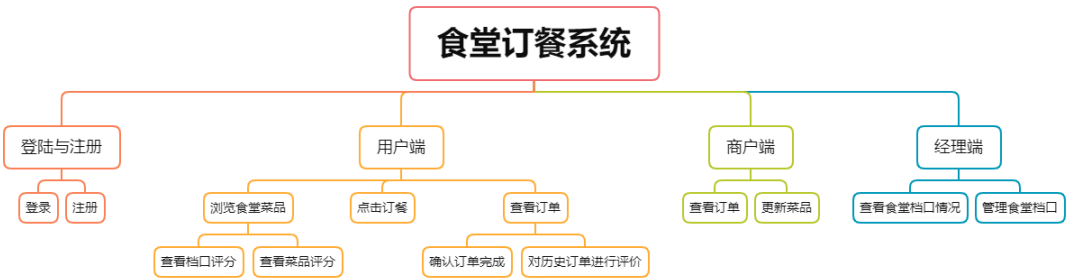 食堂订餐系统
登陆与注册
用户端
商户端
经理端
登录
注册
浏览食堂菜品
点击订餐
查看订单
查看订单
更新菜品
查看食堂档口情况
管理食堂档口
查看档口评分
查看菜品评分
确认订单完成
对历史订单进行评价